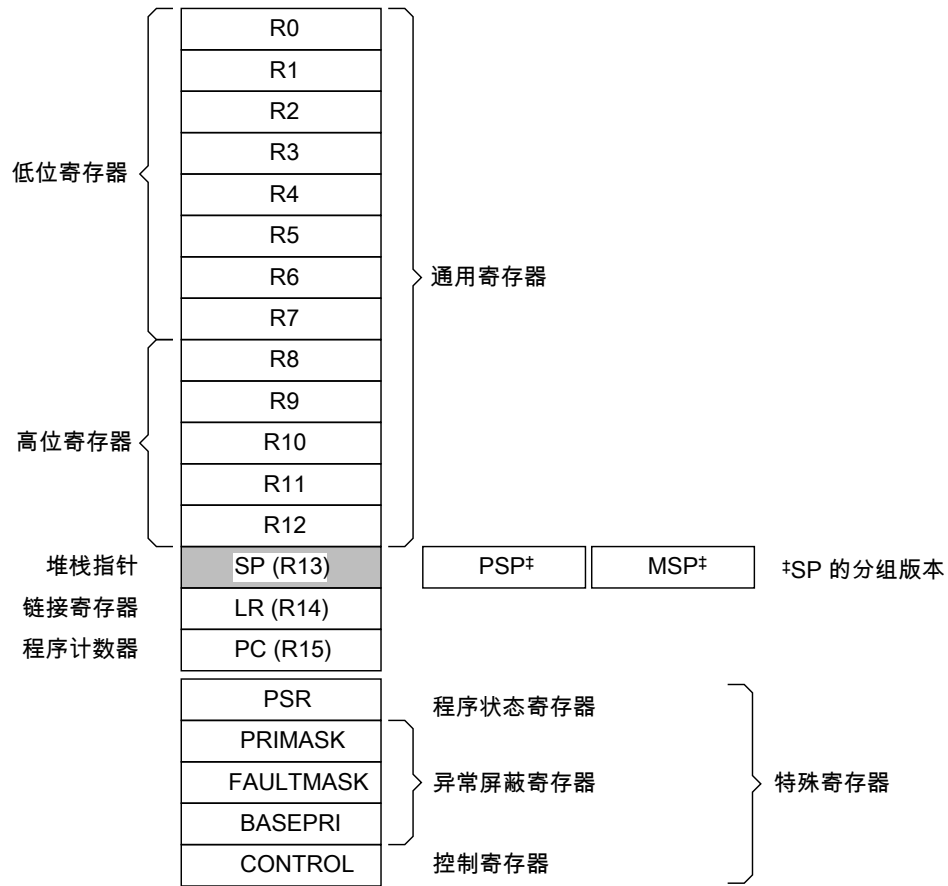 R0
R1
R2
R3
低位寄存器
R4
R5
R6
通用寄存器
R7
R8
R9
高位寄存器
R10
R11
R12
堆栈指针 SP (R13) PSP‡ MSP‡ ‡SP 的分组版本
链接寄存器 LR (R14)
程序计数器 PC (R15)
PSR 程序状态寄存器
PRIMASK
FAULTMASK 异常屏蔽寄存器 特殊寄存器
BASEPRI
CONTROL 控制寄存器